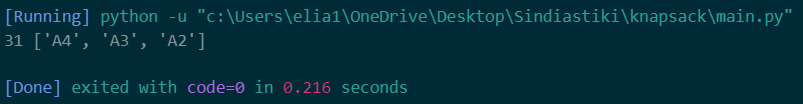 [Running] python -u "c:\Users\elia1\OneDrive\Desktop\Sindiastiki\knapsack\main.py"
31 ['A4', 'A3', 'A2']
[Done] exited with code=0 in 0.216 seconds